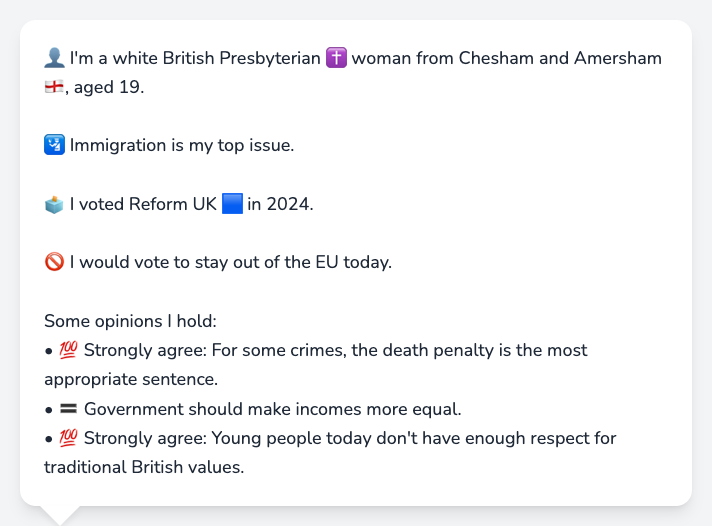 👤 I'm a white British Presbyterian ✝️ woman from Chesham and Amersham
🏴󠁧󠁢󠁥󠁮󠁧󠁿, aged 19.
🛂 Immigration is my top issue.
🗳️ I voted Reform UK 🟦 in 2024.
🚫 I would vote to stay out of the EU today.
Some opinions I hold:
• 💯 Strongly agree: For some crimes, the death penalty is the most
appropriate sentence.
• 🟰 Government should make incomes more equal.
• 💯 Strongly agree: Young people today don't have enough respect for
traditional British values.